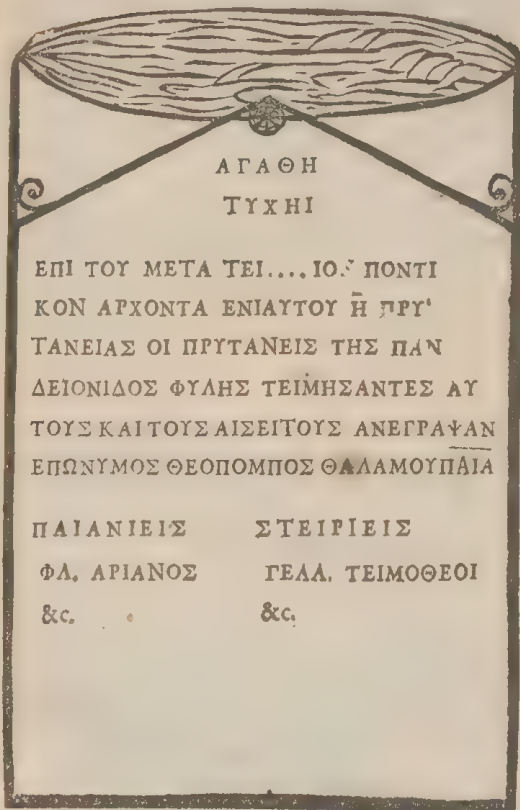 ΑΓΑΘΗ
ΤΥΧΗΙ
ΕΠΙ ΤΟΥ ΜΕΤΑ ΤΕΙ....ΙΟΣ ΠΟΝΤΙ
ΚΟΝ ΑΡΧΟΝΤΑ ΕΝΙΑΥΤΟΥ Η̄ ΠΡΥ
ΤΑΝΕΙΑΣ ΟΙ ΠΡΥΤΑΝΕΙΣ ΤΗΣ ΠΑΝ
ΔΕΙΟΝΙΔΟΣ ΦΥΛΗΣ ΤΕΙΜΗΣΑΝΤΕΣ ΑΥ
ΤΟΥΣ ΚΑΙ ΤΟΥΣ ΑΙΣΕΙΤΟΥΣ ΑΝΕΓΡΑΨΑΝ
ΕΠΩΝΥΜΟΣ ΘΕΟΠΟΜΠΟΣ ΘΑΛΑΜΟΥΠΑΙΑ
ΠΑΙΑΝΙΕΙΣ ΣΤΕΙΡΙΕΙΣ
ΦΛ. ΑΡΙΑΝΟΣ ΓΕΛΛ. ΤΕΙΜΟΘΕΟΙ
&c. &c.